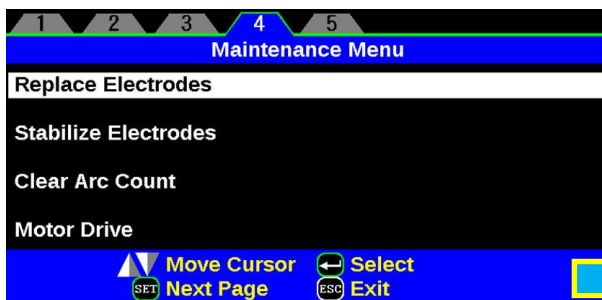 1 2 3 4 5
Maintenance Menu
Replace Electrodes
Stabilize Electrodes
Clear Arc Count
Motor Drive
Move Cursor Select
SET Next Page ESC Exit